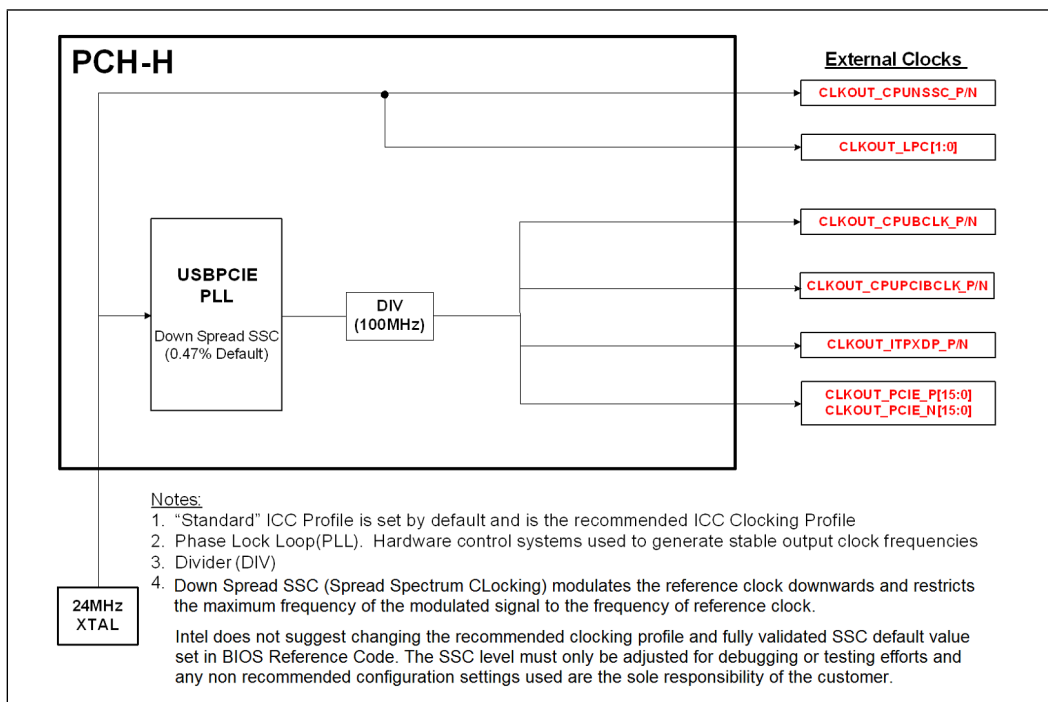 PCH-H
External Clocks
CLKOUT_CPUNSSC_P/N
CLKOUT_LPC[1:0]
CLKOUT_CPUBCLK_P/N
USBPCIE
PLL
Down Spread SSC
(0.47% Default)
DIV
(100MHz)
CLKOUT_CPUPCIBCLK_P/N
CLKOUT_ITPXDP_P/N
CLKOUT_PCIE_P[15:0]
CLKOUT_PCIE_N[15:0]
Notes:
1. “Standard” ICC Profile is set by default and is the recommended ICC Clocking Profile
2. Phase Lock Loop(PLL). Hardware control systems used to generate stable output clock frequencies
3. Divider (DIV)
4. Down Spread SSC (Spread Spectrum CLocking) modulates the reference clock downwards and restricts
the maximum frequency of the modulated signal to the frequency of reference clock.
Intel does not suggest changing the recommended clocking profile and fully validated SSC default value
set in BIOS Reference Code. The SSC level must only be adjusted for debugging or testing efforts and
any non recommended configuration settings used are the sole responsibility of the customer.
24MHz
XTAL